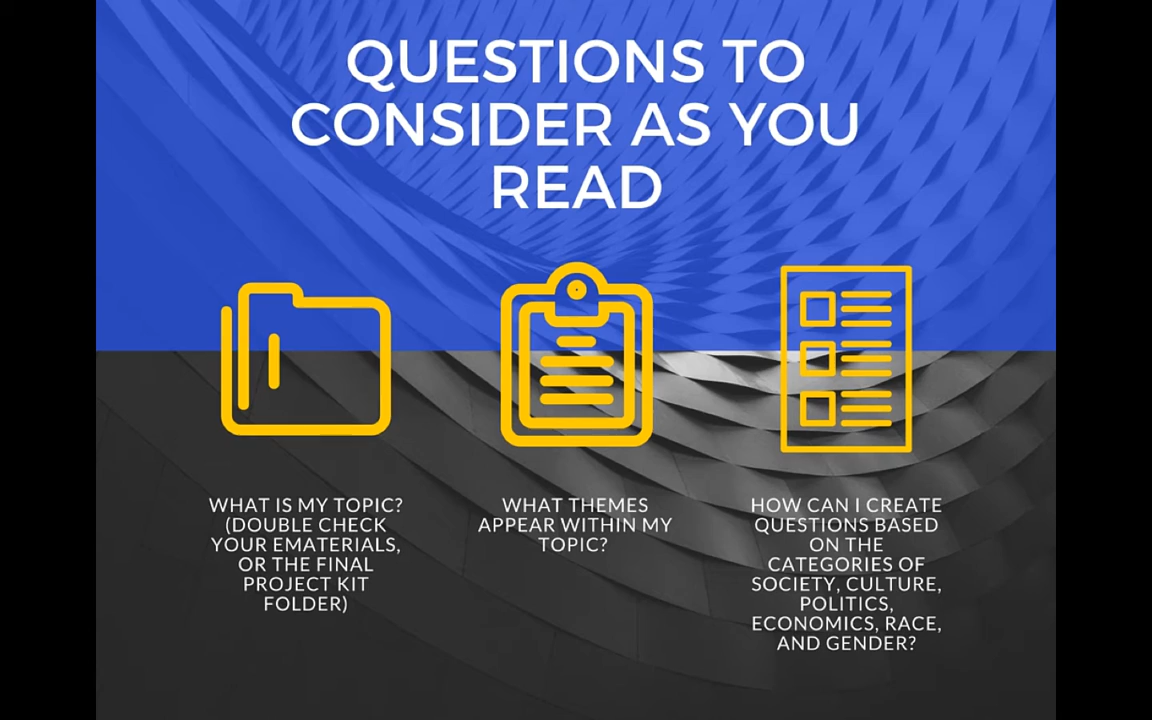 QUESTIONS TO
CONSIDER AS YOU
READ
WHAT IS MY TOPIC?
(DOUBLE CHECK
YOUR EMATERIALS,
OR THE FINAL
PROJECT KIT
FOLDER)
WHAT THEMES
APPEAR WITHIN MY
TOPIC?
HOW CAN I CREATE
QUESTIONS BASED
ON THE
CATEGORIES OF
SOCIETY, CULTURE,
POLITICS,
ECONOMICS, RACE,
AND GENDER?